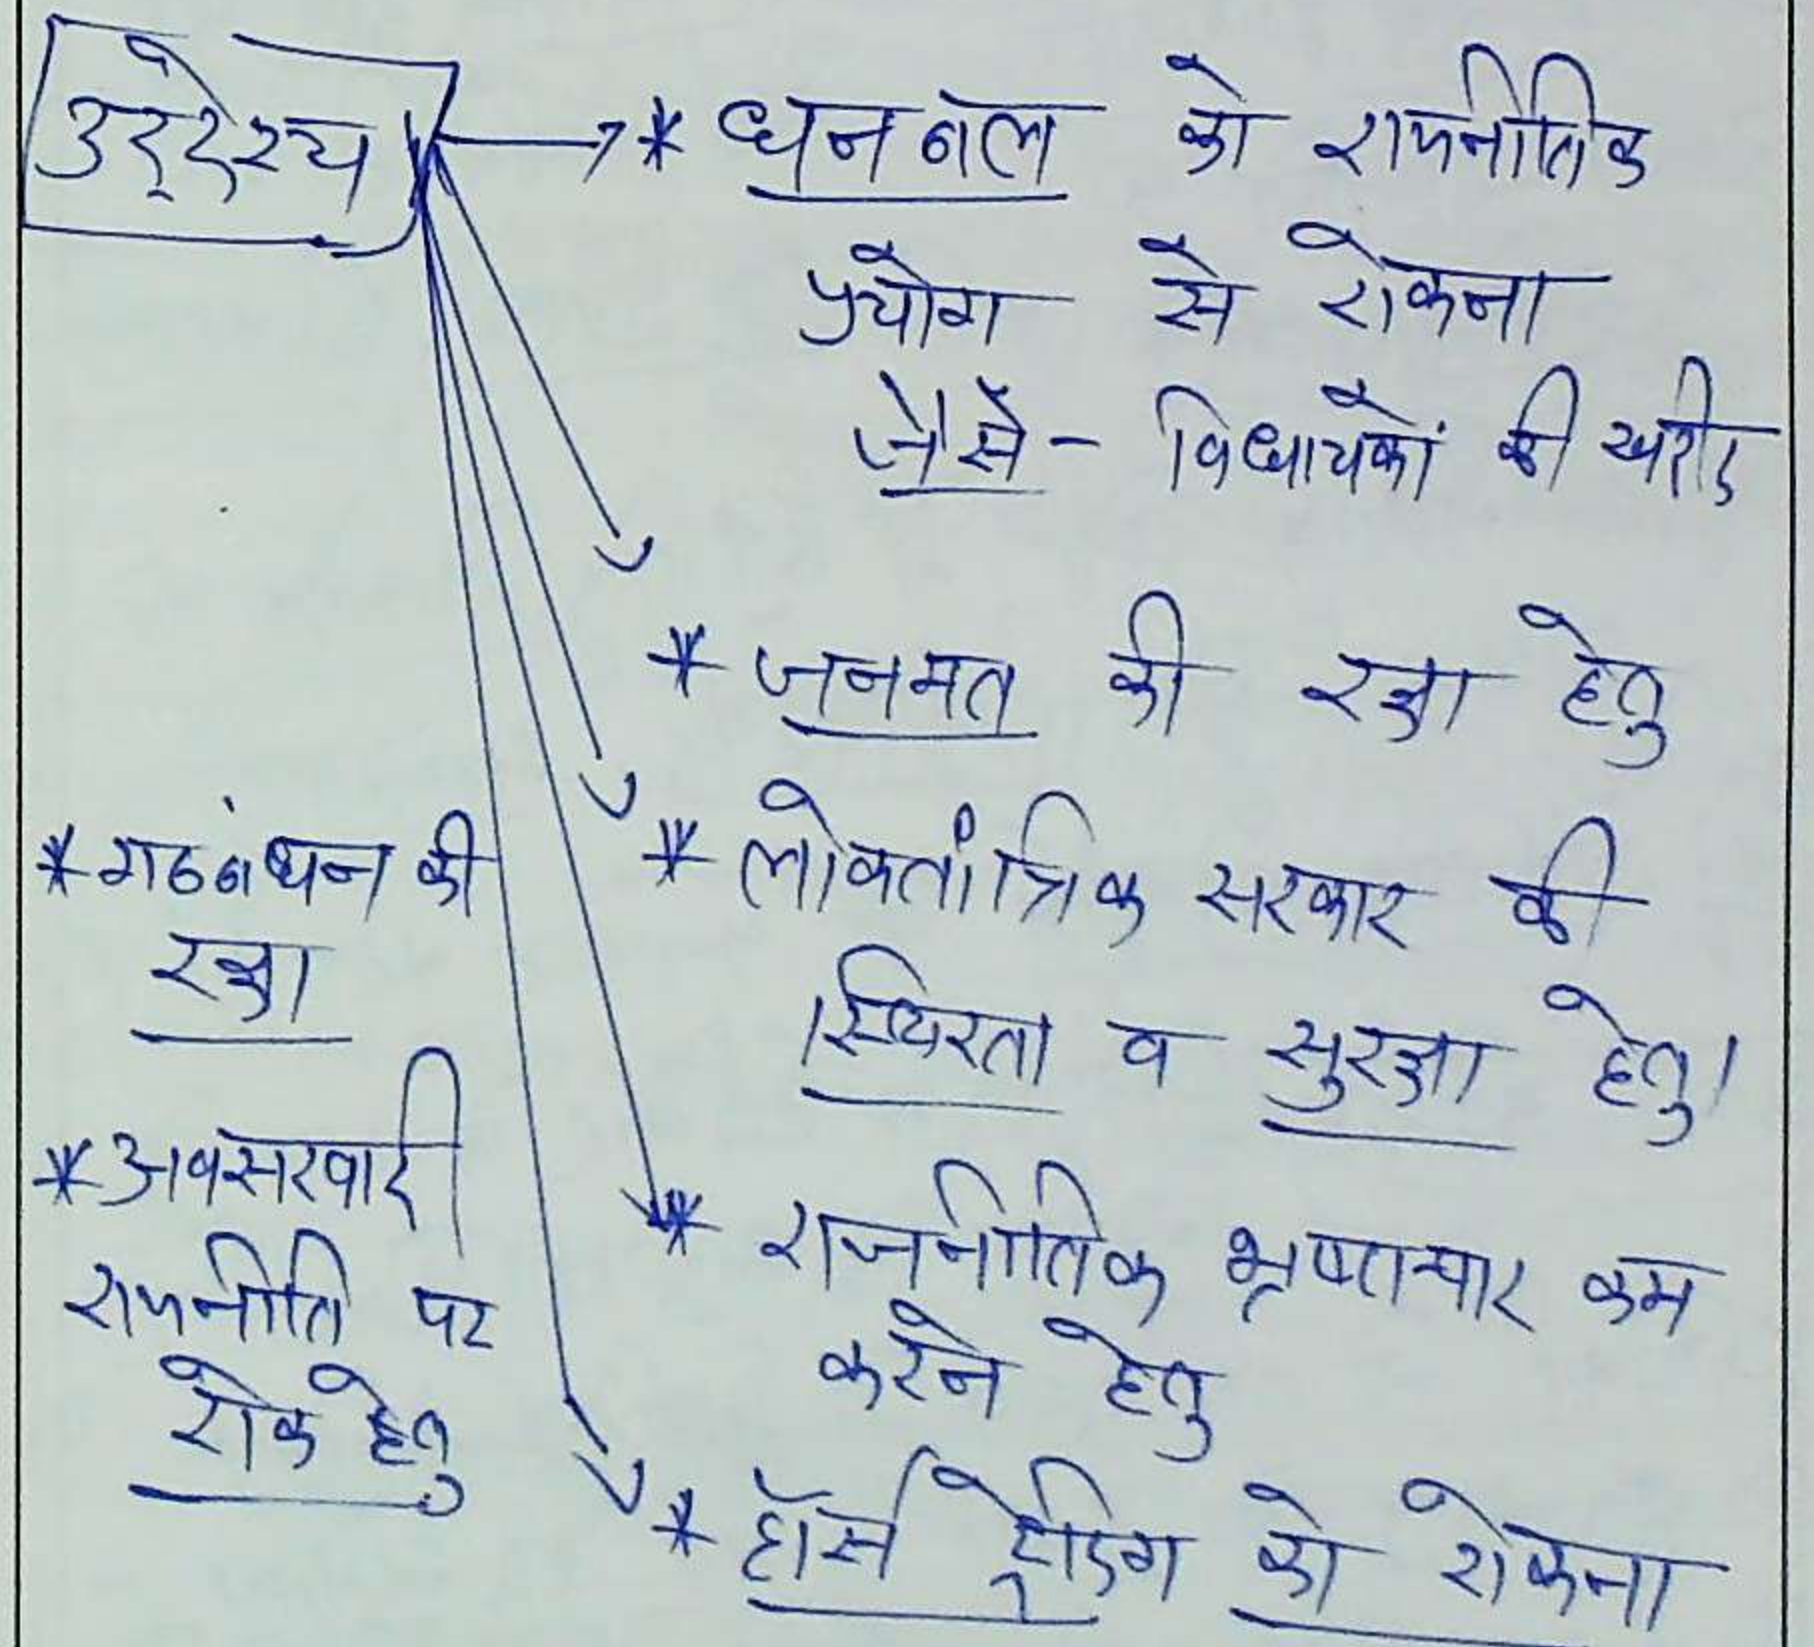 उद्देश्य
* धनबल को राजनीतिक
प्रयोग से रोकना
जैसे - विधायकों की खरीद
* जनमत की रक्षा हेतु
* लोकतांत्रिक सरकार की
स्थिरता व सुरक्षा हेतु।
* राजनीतिक भ्रष्टाचार कम
करने हेतु
* हॉर्स ट्रेडिंग को रोकना
* गठबंधन की
रक्षा
* अवसरवादी
राजनीति पर
रोक हेतु